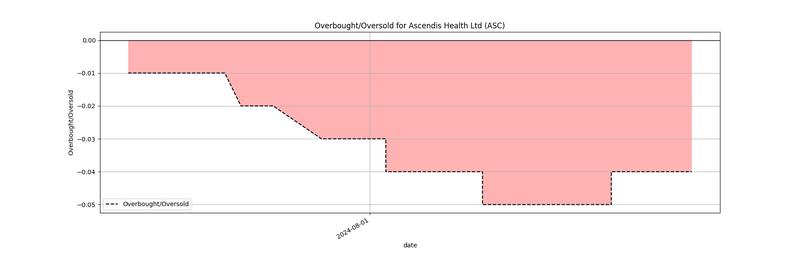 Overbought/Oversold for Ascendis Health Ltd (ASC)
0.00
−0.01
−0.02
−0.03
−0.04
−0.05
Overbought/Oversold
Overbought/Oversold
2024-08-01
date